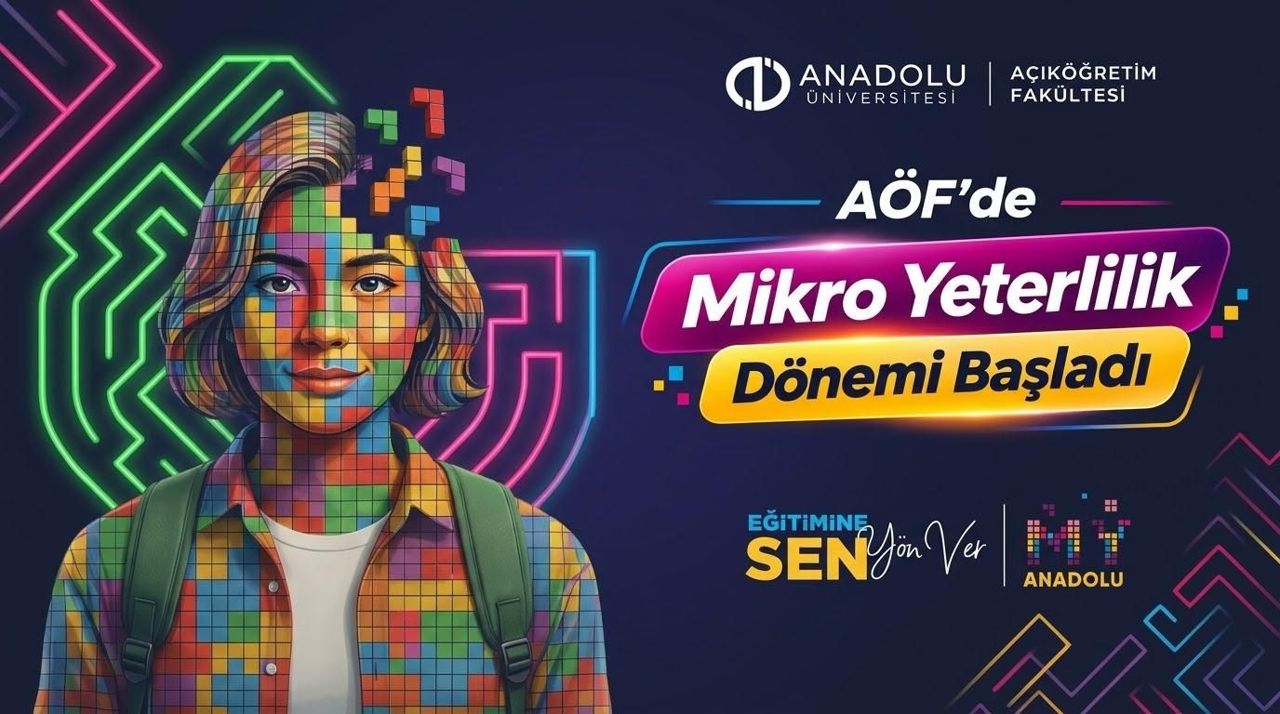 ANADOLU
ÜNİVERSİTESİ
AÇIKÖĞRETİM
FAKÜLTESİ
AÖF'de
Mikro Yeterlilik
Dönemi Başladı
EĞİTİMİNE
SEN Yön Ver
MY
ANADOLU